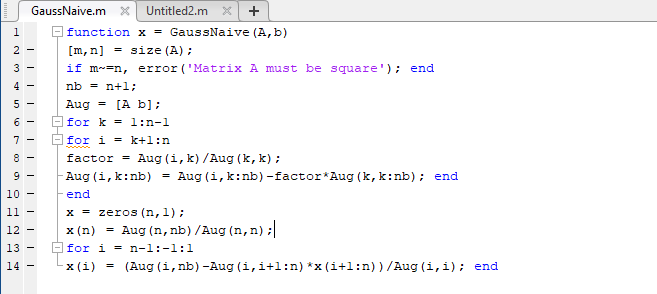 GaussNaive.m × Untitled2.m × +
1 function x = GaussNaive(A,b)
2 – [m,n] = size(A);
3 – if m~=n, error('Matrix A must be square'); end
4 – nb = n+1;
5 – Aug = [A b];
6 – for k = 1:n-1
7 – for i = k+1:n
8 – factor = Aug(i,k)/Aug(k,k);
9 – Aug(i,k:nb) = Aug(i,k:nb)-factor*Aug(k,k:nb); end
10 – end
11 – x = zeros(n,1);
12 – x(n) = Aug(n,nb)/Aug(n,n);
13 – for i = n-1:-1:1
14 – x(i) = (Aug(i,nb)-Aug(i,i+1:n)*x(i+1:n))/Aug(i,i); end